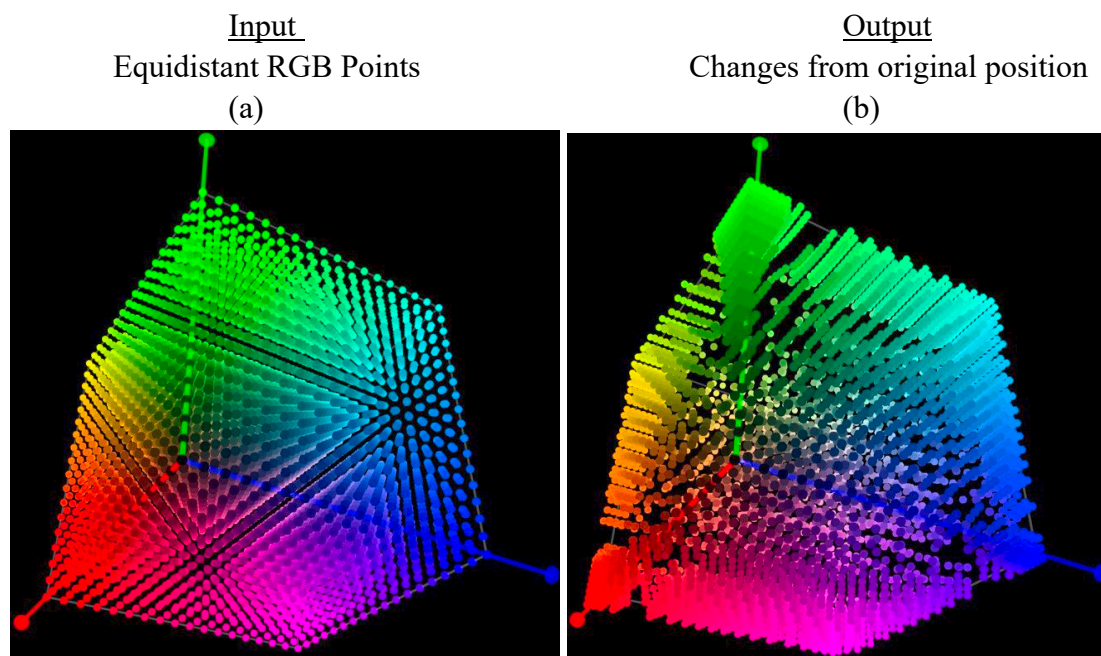 Input
Equidistant RGB Points
(a)
Output
Changes from original position
(b)